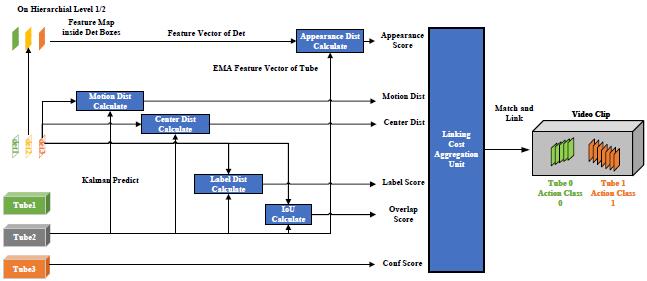 On Hierarchial Level 1/2
Feature Map
inside Det Boxes
Feature Vector of Det
Appearance Dist
Calculate
Appearance
Score
EMA Feature Vector of Tube
Motion Dist
Calculate
Motion Dist
Center Dist
Calculate
Center Dist
Match and
Link
Video Clip
Linking
Cost
Aggregation
Unit
det1
det2
det3
Kalman Predict
Label Dist
Calculate
Label Score
Tube 0
Action Class
0
Tube 1
Action Class
1
Tube1
IoU
Calculate
Overlap
Score
Tube2
Tube3
Conf Score